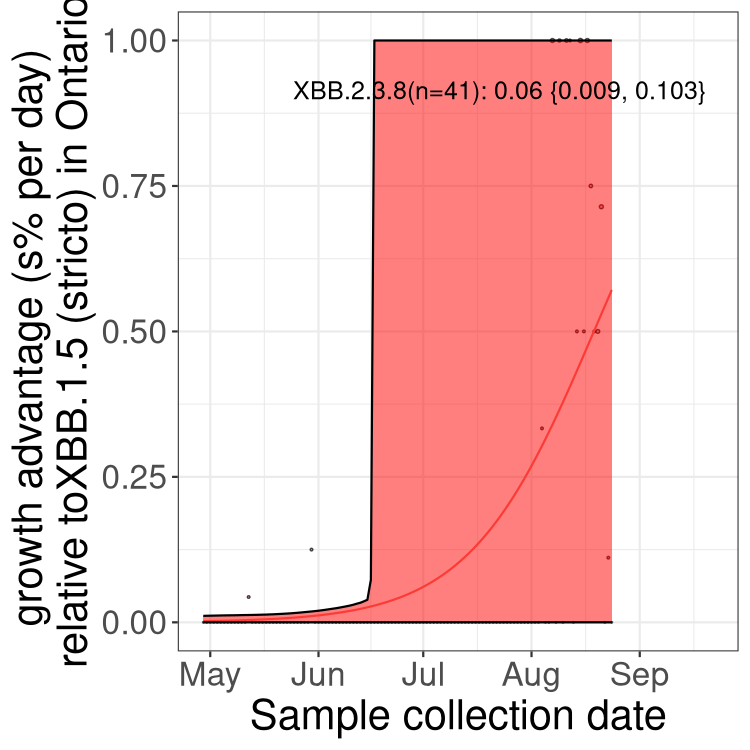 growth advantage (s% per day)
relative toXBB.1.5 (stricto) in Ontario
1.00
0.75
0.50
0.25
0.00
XBB.2.3.8(n=41): 0.06 {0.009, 0.103}
May Jun Jul Aug Sep
Sample collection date